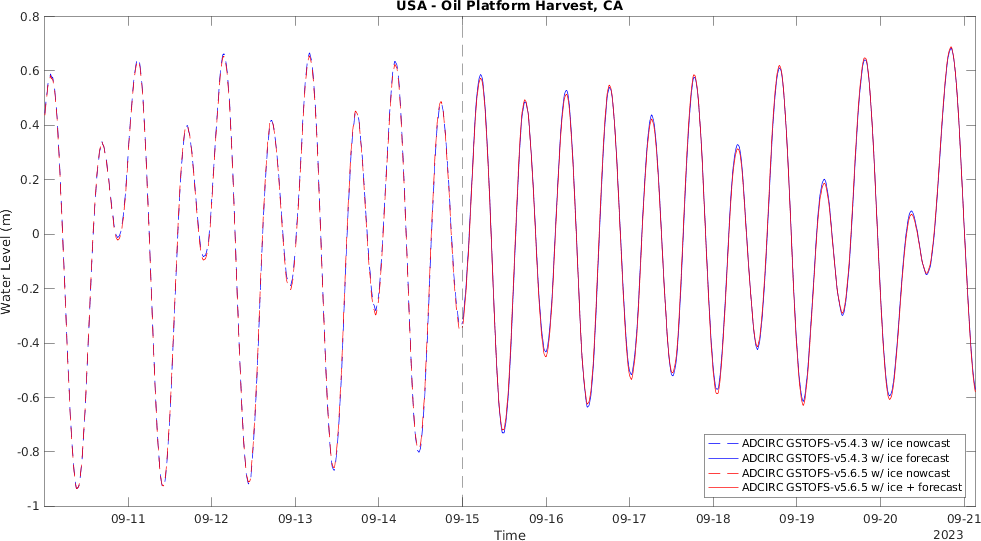 USA - Oil Platform Harvest, CA
Water Level (m)
0.8
0.6
0.4
0.2
0
-0.2
-0.4
-0.6
-0.8
-1
ADCIRC GSTOFS-v5.4.3 w/ ice nowcast
ADCIRC GSTOFS-v5.4.3 w/ ice forecast
ADCIRC GSTOFS-v5.6.5 w/ ice nowcast
ADCIRC GSTOFS-v5.6.5 w/ ice + forecast
09-11 09-12 09-13 09-14 09-15 09-16 09-17 09-18 09-19 09-20 09-21
Time
2023